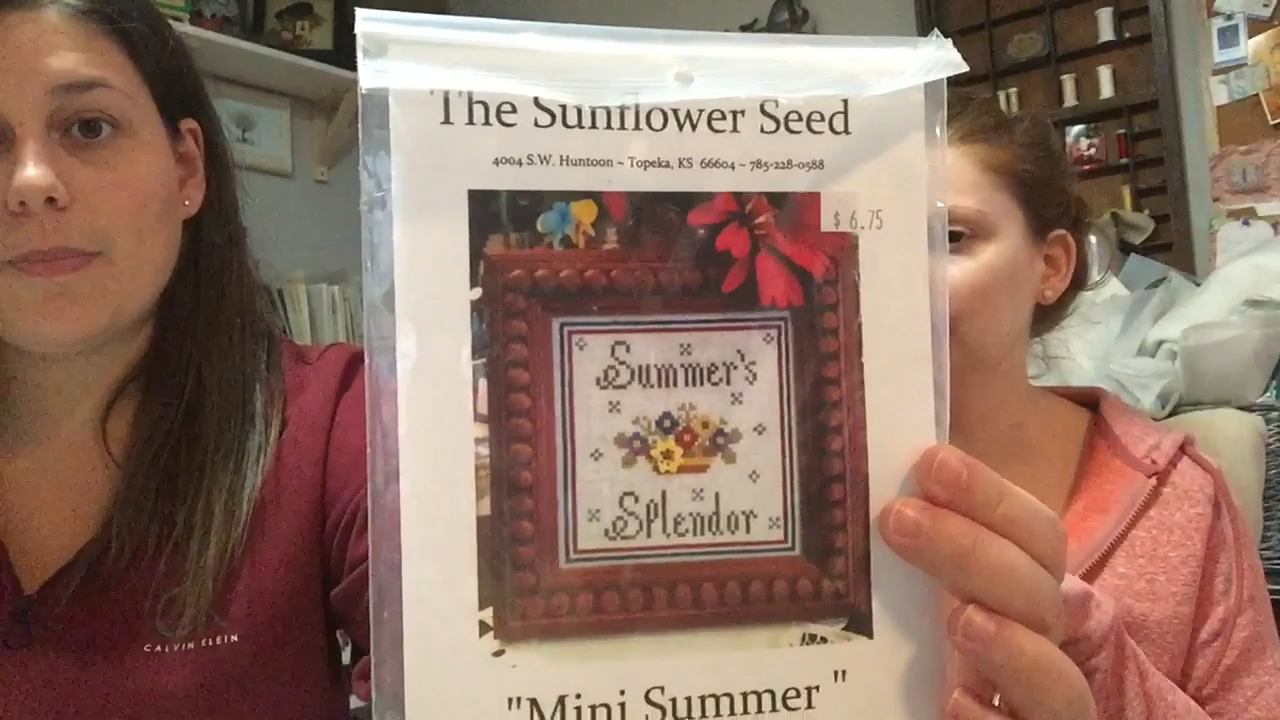 The Sunflower Seed
4004 S.W. Huntoon ~ Topeka, KS 66604 ~ 785-228-0588
$ 6.75
Summer's
Splendor
CALVIN KLEIN
"Mini Summer "